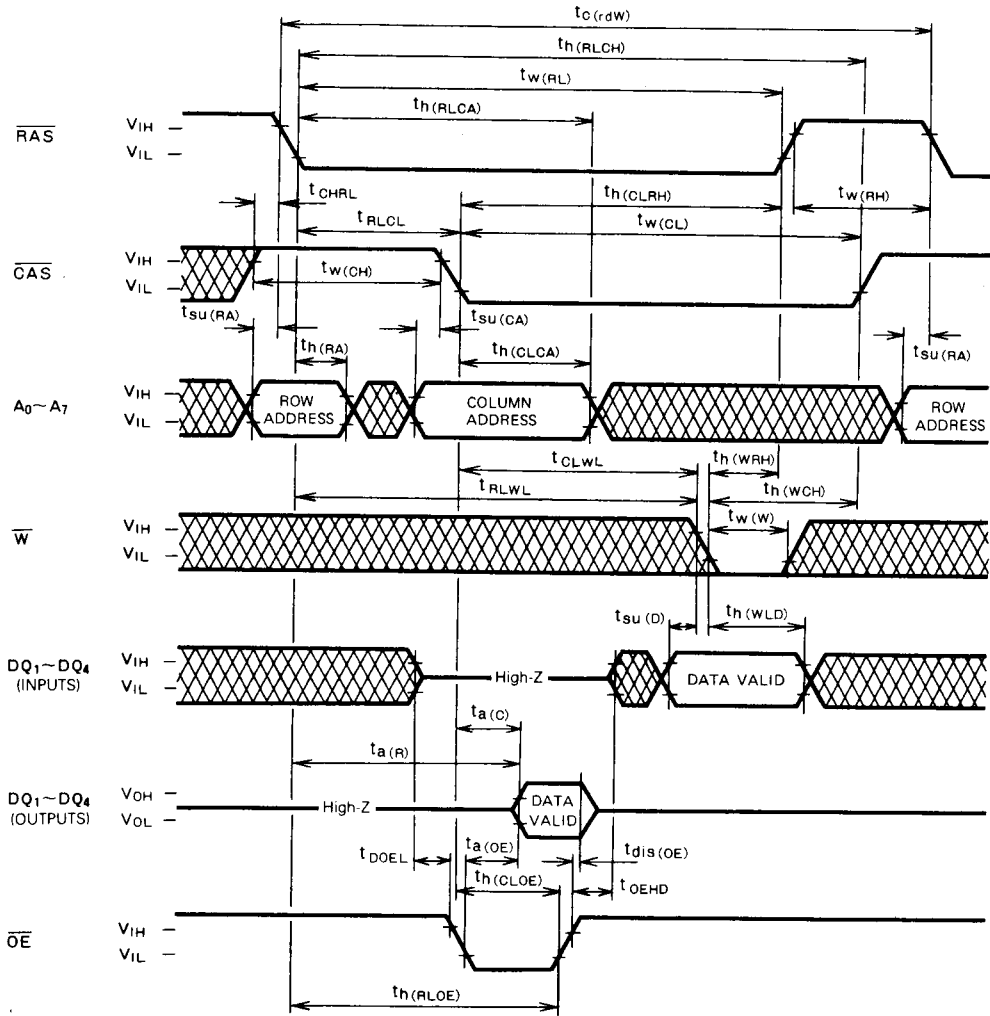 tc(rdW)
th(RLCH)
tw(RL)
th(RLCA)
RAS
VIH
VIL
tCHRL
tRLCL
th(CLRH)
tw(RH)
tw(CL)
CAS
VIH
VIL
tw(CH)
tsu(RA)
tsu(CA)
th(RA)
th(CLCA)
tsu(RA)
A0~A7
VIH
VIL
ROW ADDRESS
COLUMN ADDRESS
ROW ADDRESS
tCLWL
th(WRH)
tRLWL
th(WCH)
tw(W)
W
VIH
VIL
tsu(D)
th(WLD)
DQ1~DQ4
(INPUTS)
VIH
VIL
High-Z
DATA VALID
ta(C)
ta(R)
DQ1~DQ4
(OUTPUTS)
VOH
VOL
High-Z
DATA VALID
tDOEL
ta(OE)
tdis(OE)
th(CLOE)
tOEHD
OE
VIH
VIL
th(RLOE)